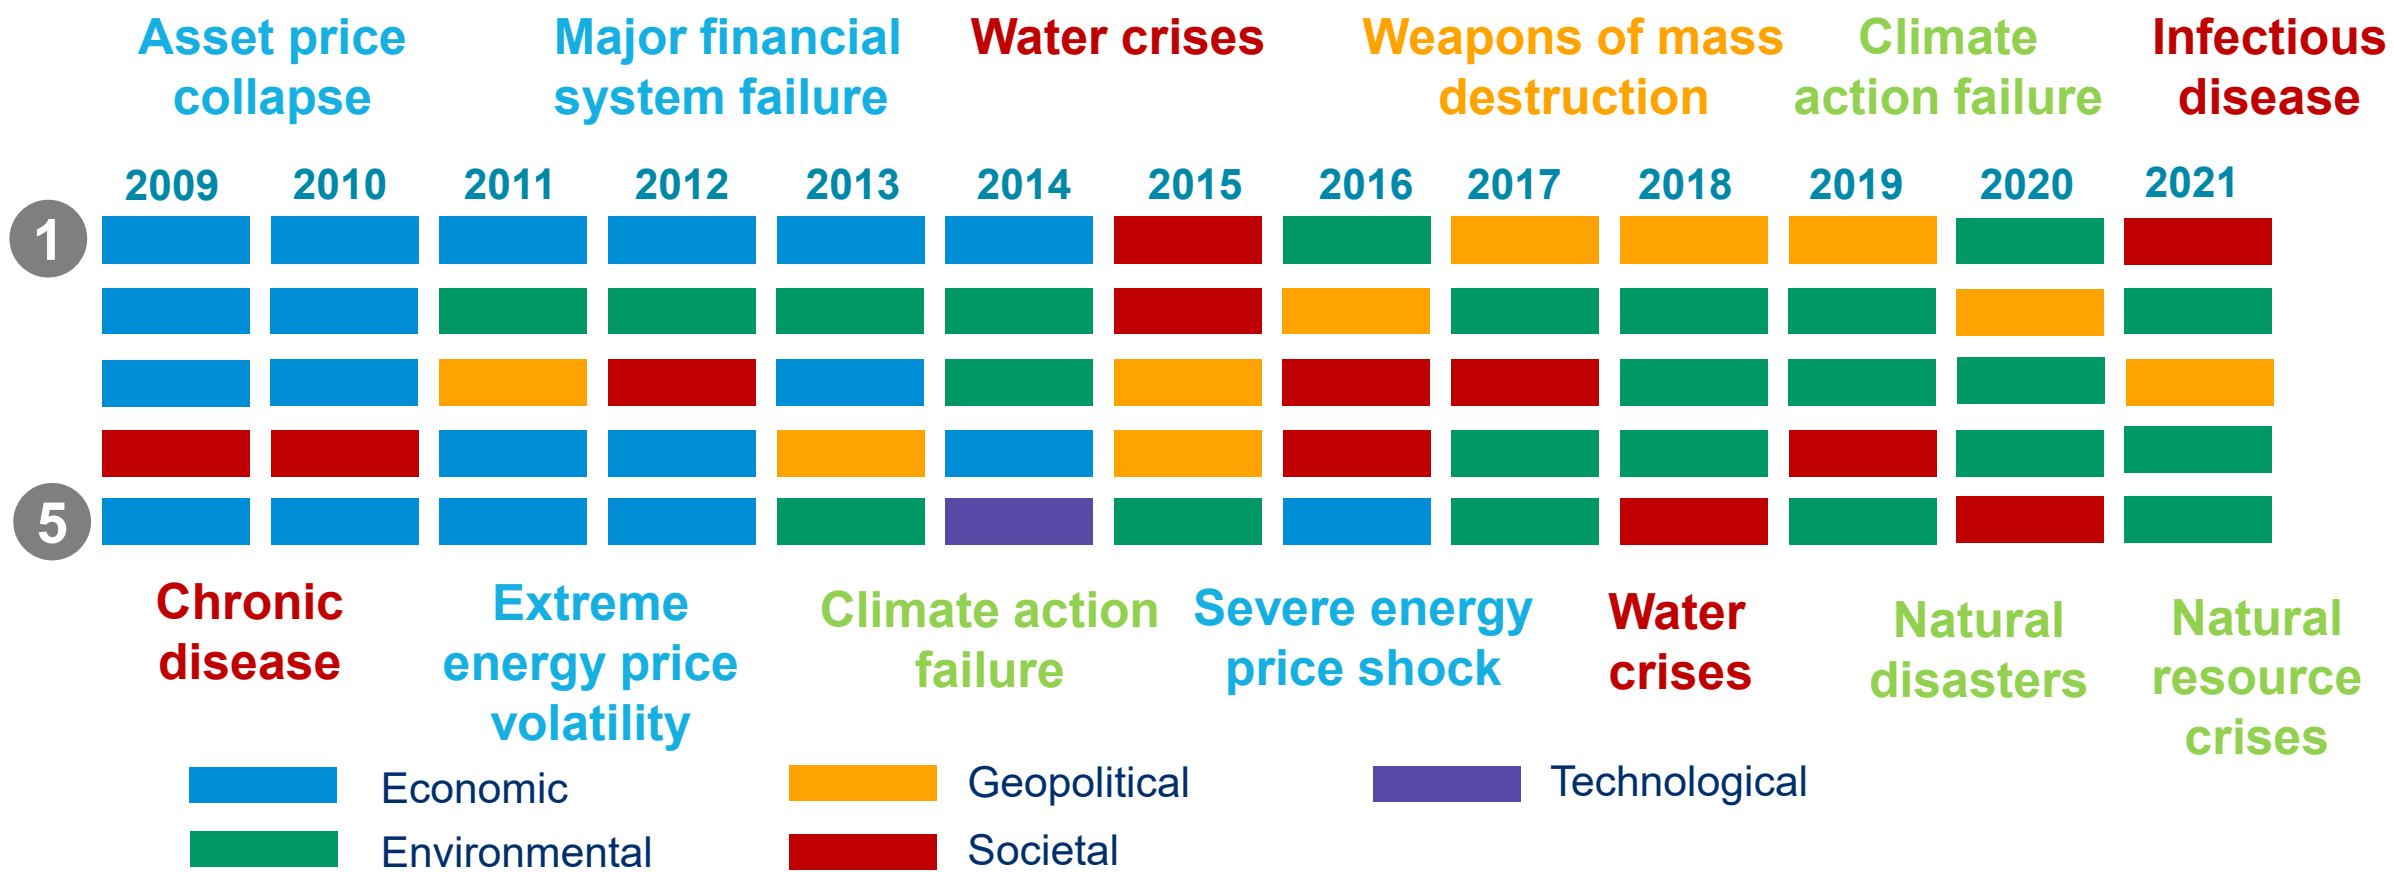 Asset price
collapse
Major financial
system failure
Water crises
Weapons of mass
destruction
Climate
action failure
Infectious
disease
2009 2010 2011 2012 2013 2014 2015 2016 2017 2018 2019 2020 2021
1
5
Chronic
disease
Extreme
energy price
volatility
Climate action
failure
Severe energy
price shock
Water
crises
Natural
disasters
Natural
resource
crises
Economic
Geopolitical
Technological
Environmental
Societal